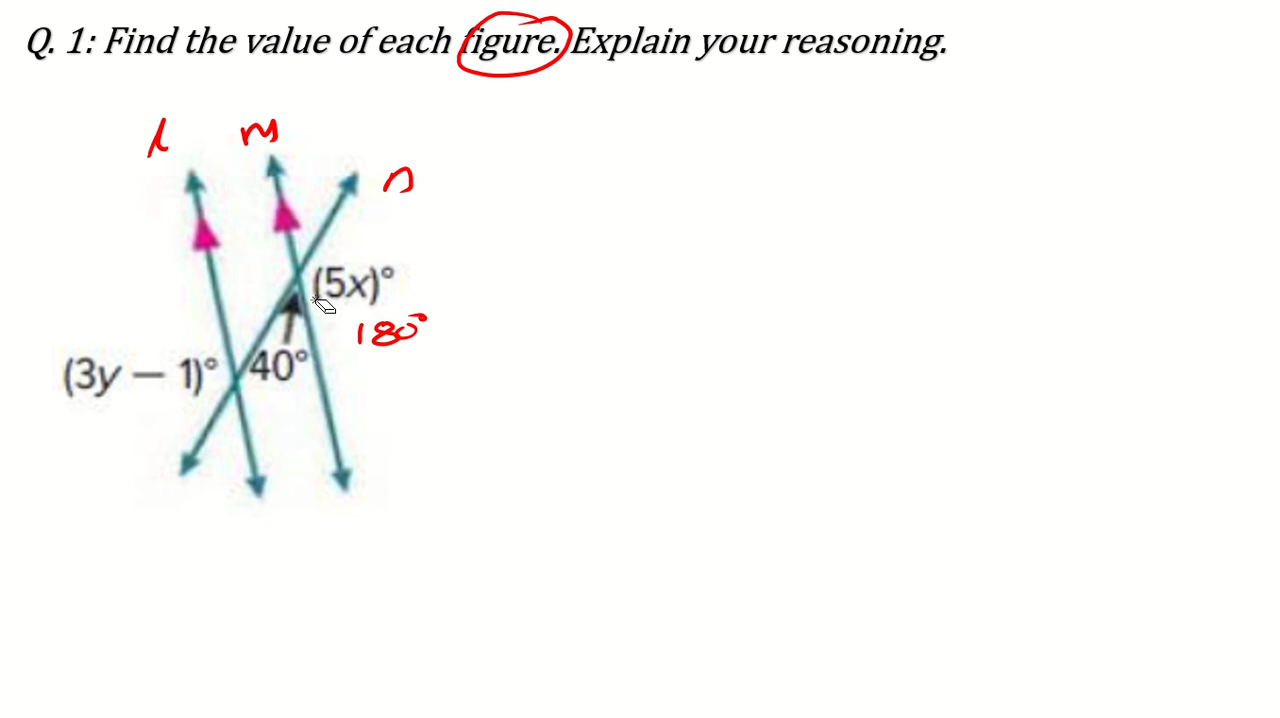 Q. 1: Find the value of each figure. Explain your reasoning.
l m n
(5x)°
180°
(3y – 1)° 40°